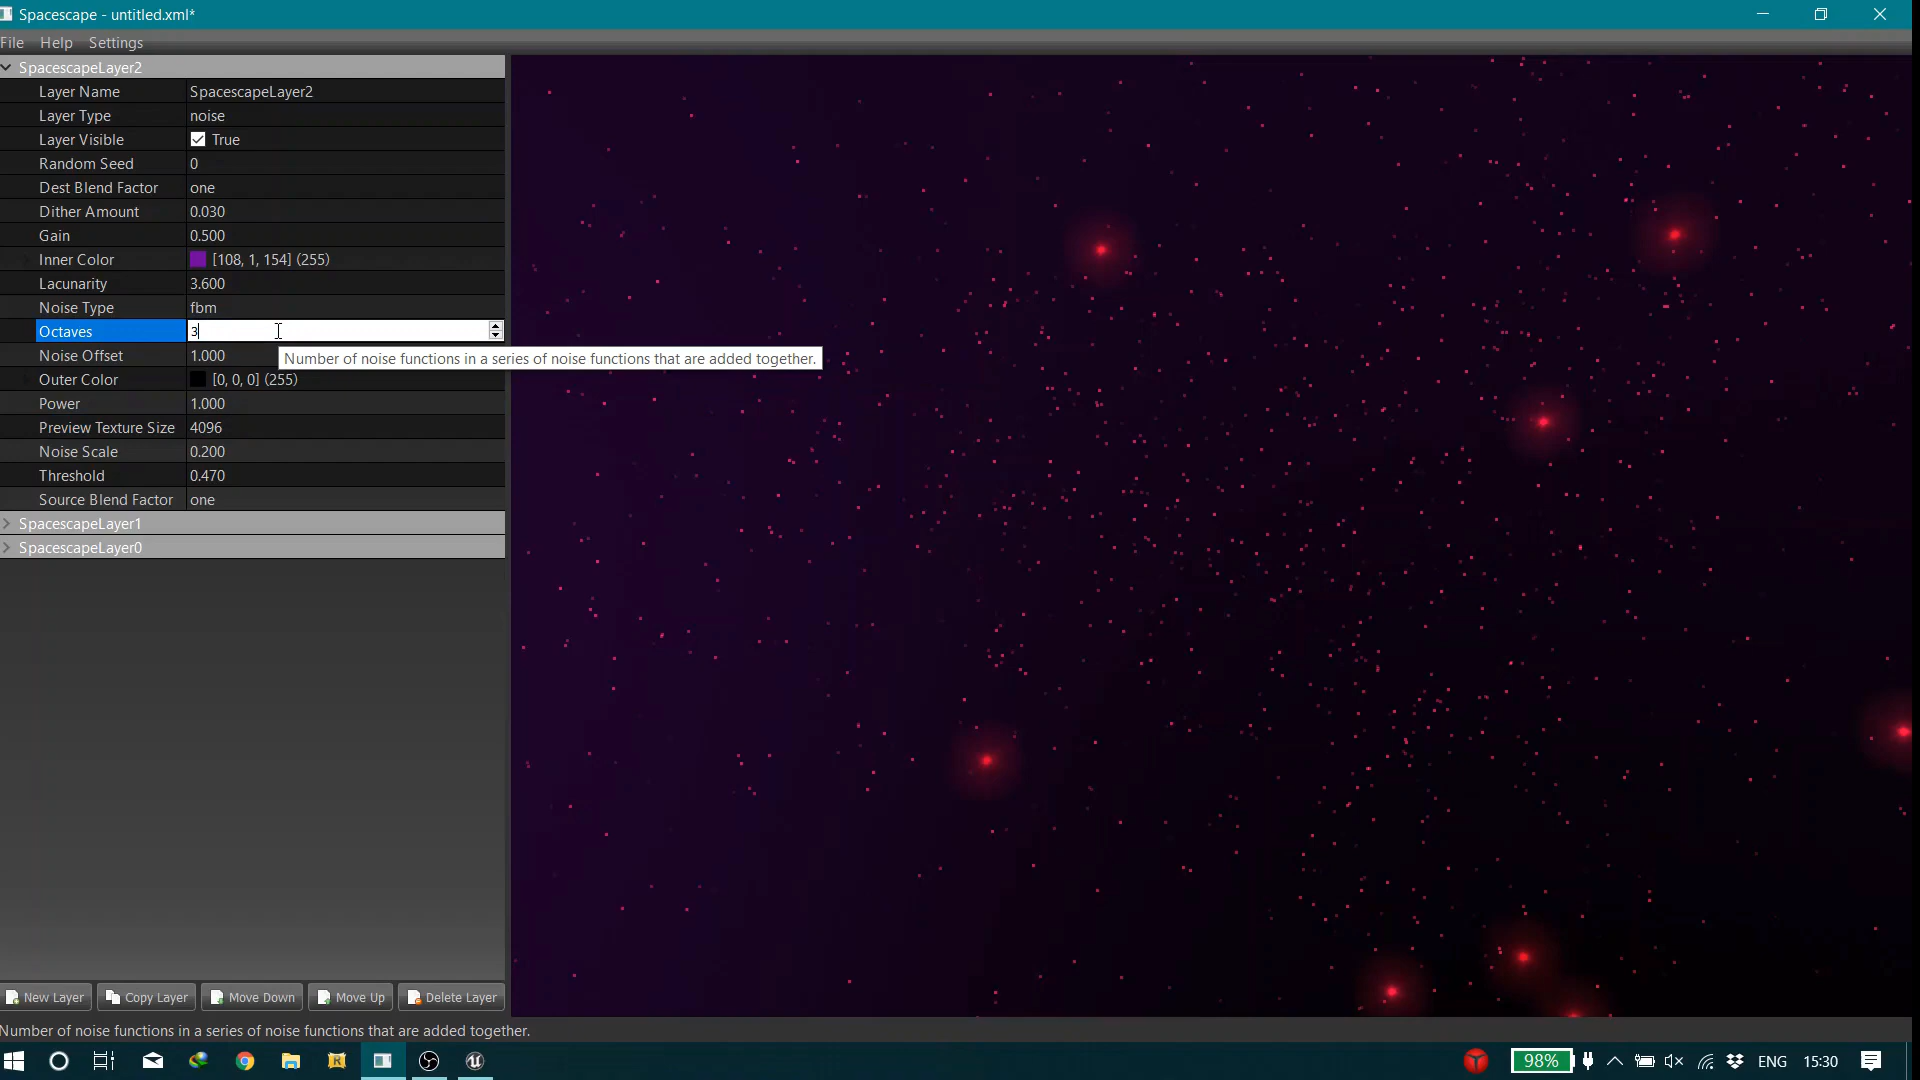 Spacescape - untitled.xml*
File Help Settings
SpacescapeLayer2
Layer Name SpacescapeLayer2
Layer Type noise
Layer Visible True
Random Seed 0
Dest Blend Factor one
Dither Amount 0.030
Gain 0.500
Inner Color [108, 1, 154] (255)
Lacunarity 3.600
Noise Type fbm
Octaves 3
Noise Offset 1.000
Number of noise functions in a series of noise functions that are added together.
Outer Color [0, 0, 0] (255)
Power 1.000
Preview Texture Size 4096
Noise Scale 0.200
Threshold 0.470
Source Blend Factor one
SpacescapeLayer1
SpacescapeLayer0
New Layer Copy Layer Move Down Move Up Delete Layer
Number of noise functions in a series of noise functions that are added together.
98% ENG 15:30